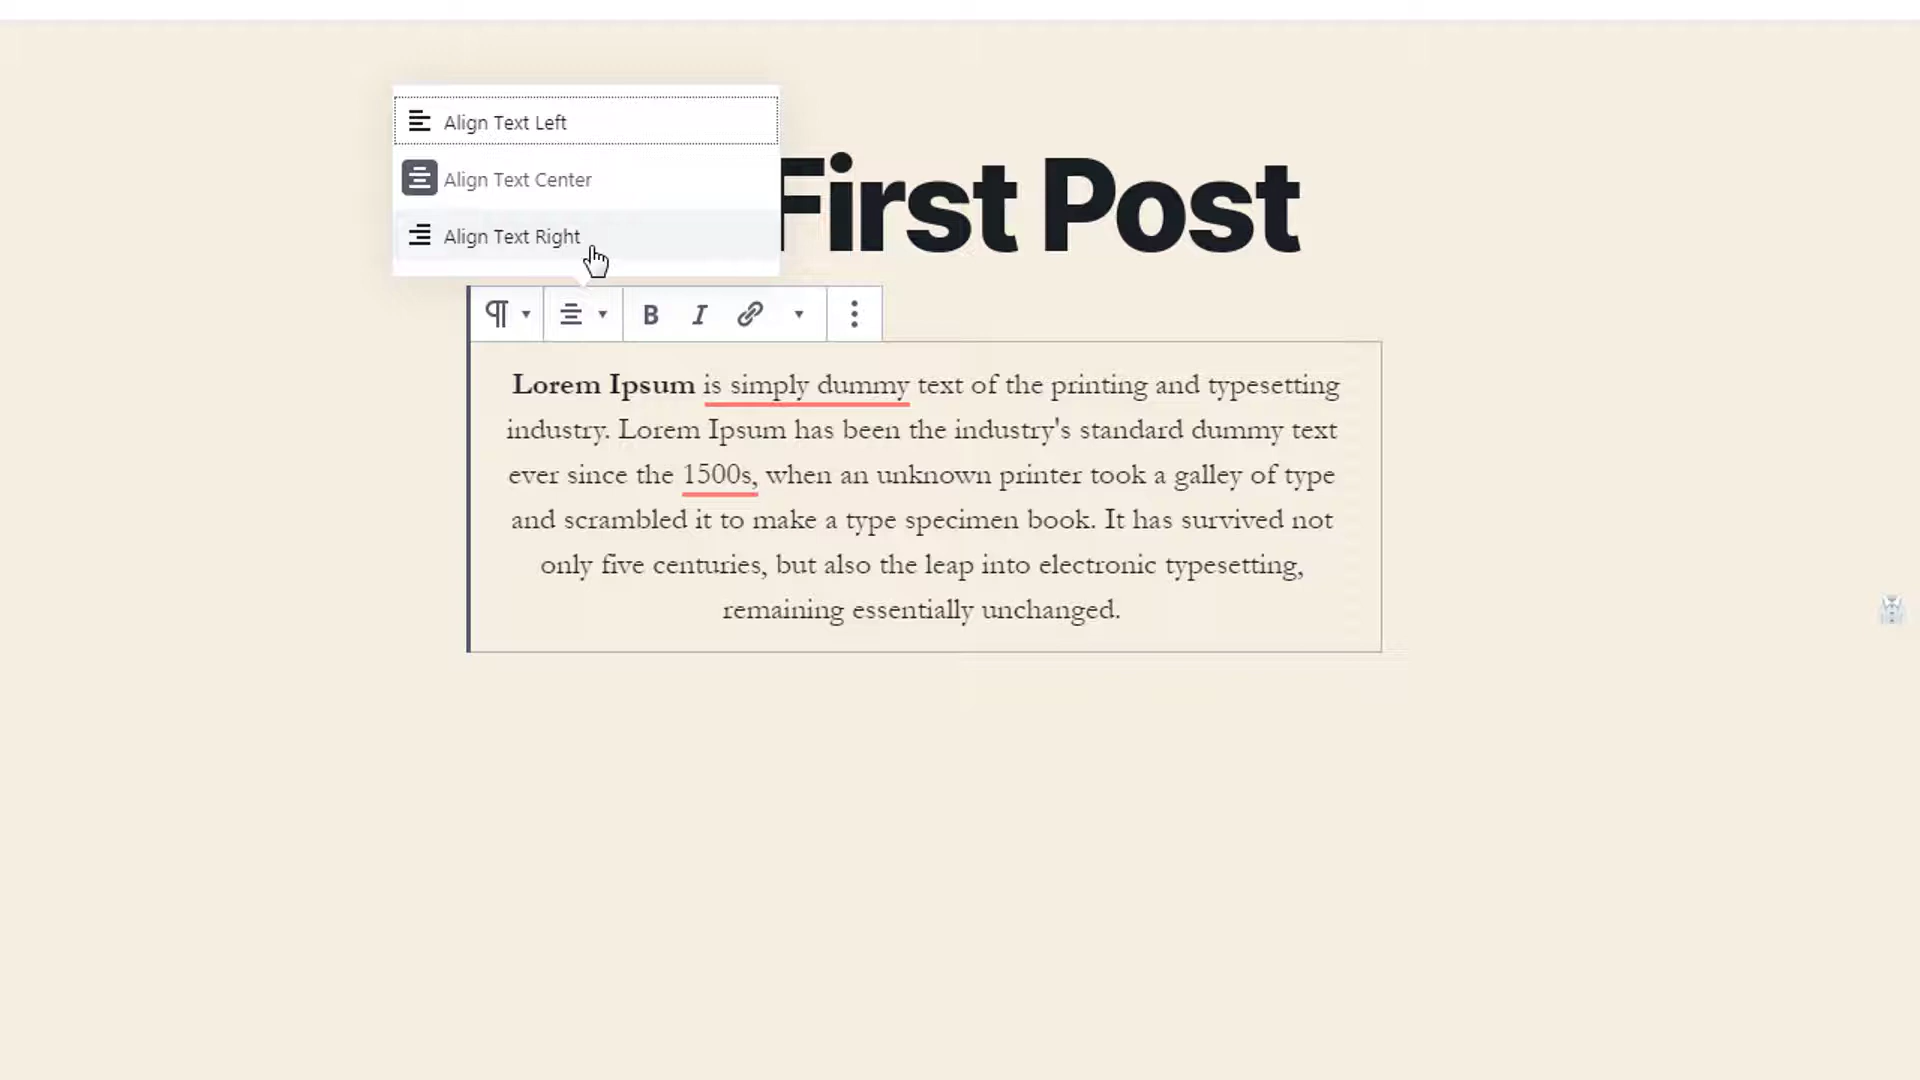 Align Text Left
Align Text Center
Align Text Right
First Post
B I
Lorem Ipsum is simply dummy text of the printing and typesetting
industry. Lorem Ipsum has been the industry's standard dummy text
ever since the 1500s, when an unknown printer took a galley of type
and scrambled it to make a type specimen book. It has survived not
only five centuries, but also the leap into electronic typesetting,
remaining essentially unchanged.